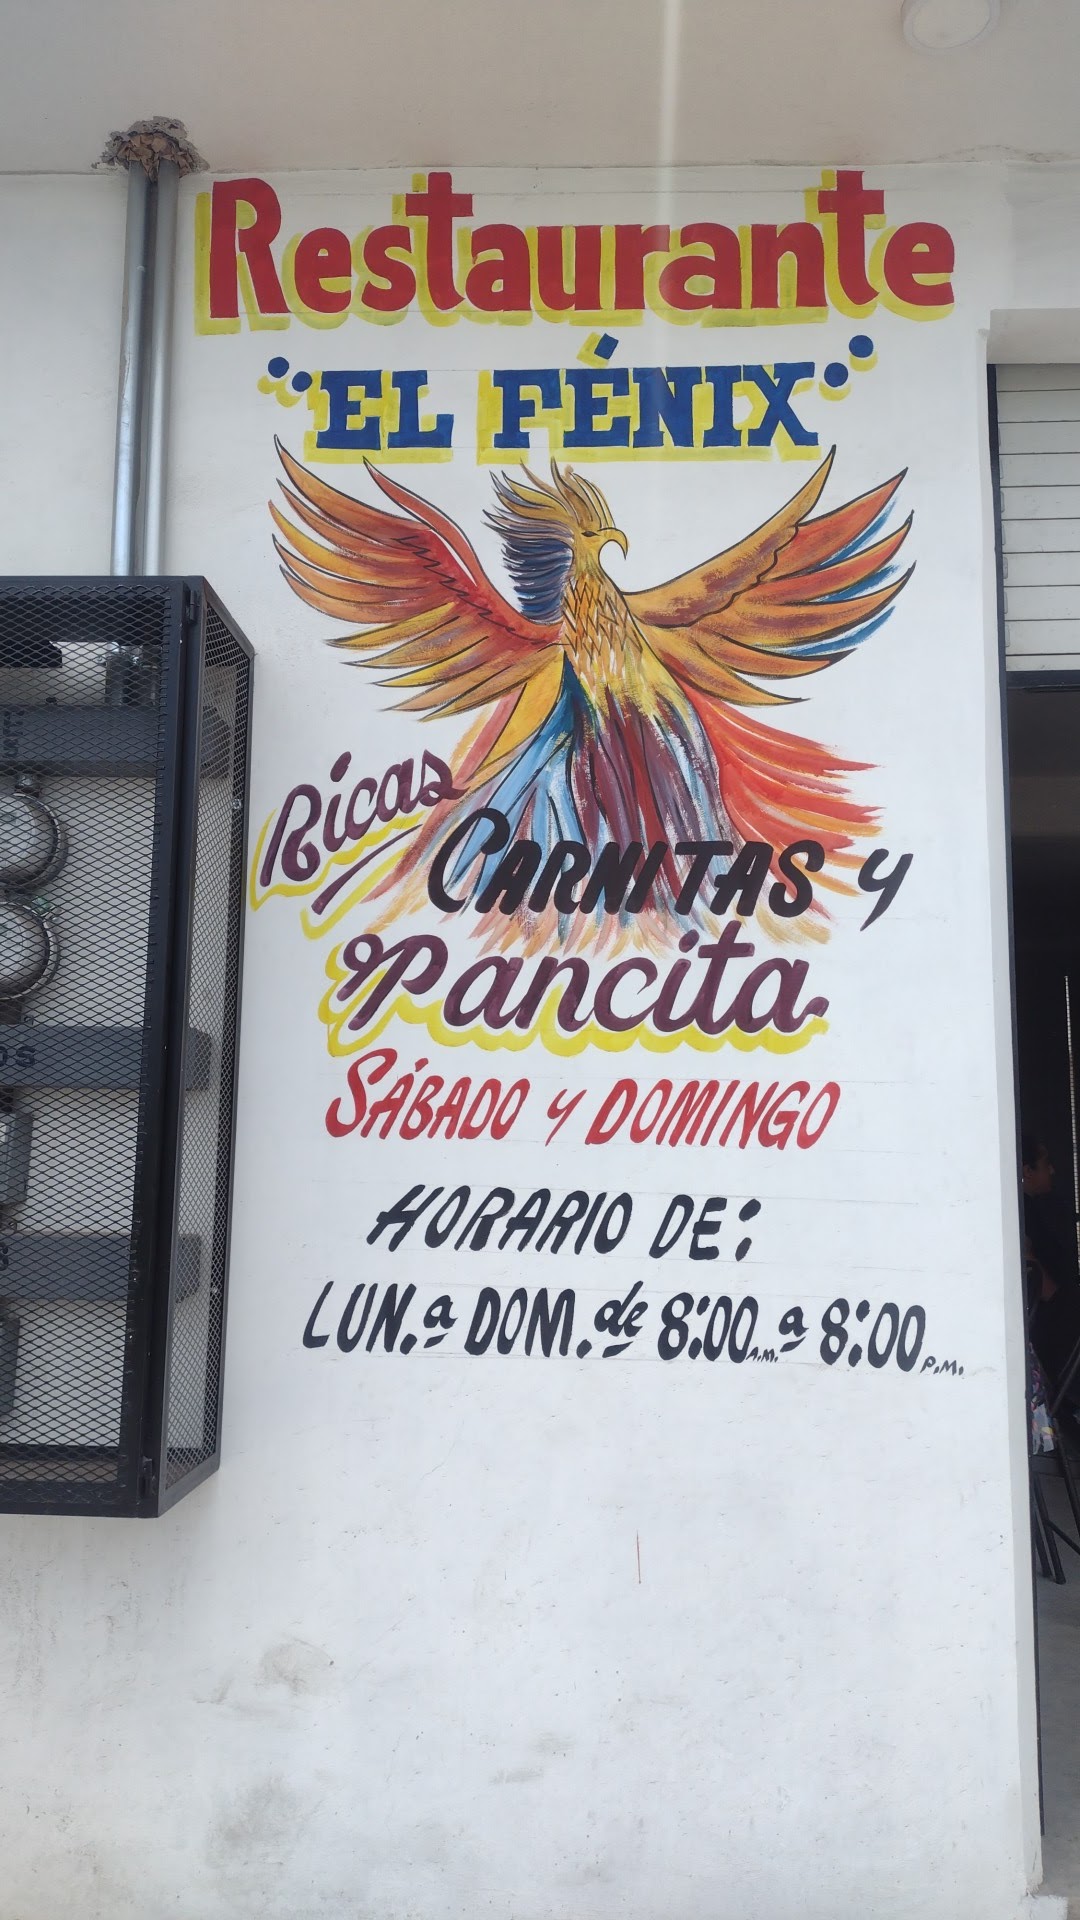 Restaurante
"EL FÉNIX"
Ricas
CARNITAS y
Pancita
SÁBADO y DOMINGO
HORARIO DE:
LUN. a DOM. de 8:00 A.M. a 8:00 P.M.